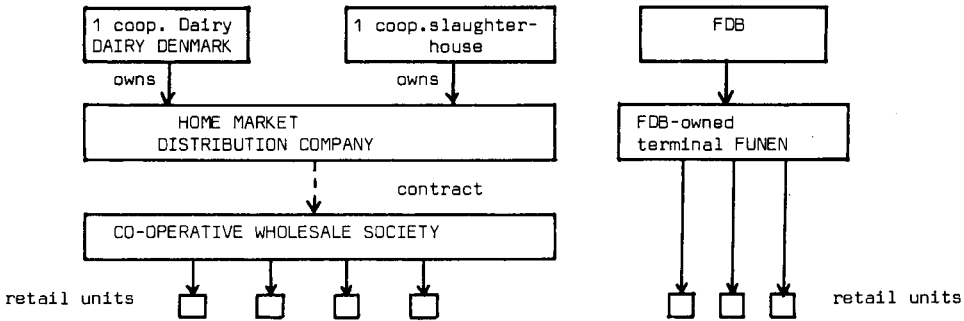 1 coop. Dairy
DAIRY DENMARK
1 coop.slaughter-
house
FDB
owns
owns
HOME MARKET
DISTRIBUTION COMPANY
FDB-owned
terminal FUNEN
contract
CO-OPERATIVE WHOLESALE SOCIETY
retail units
retail units